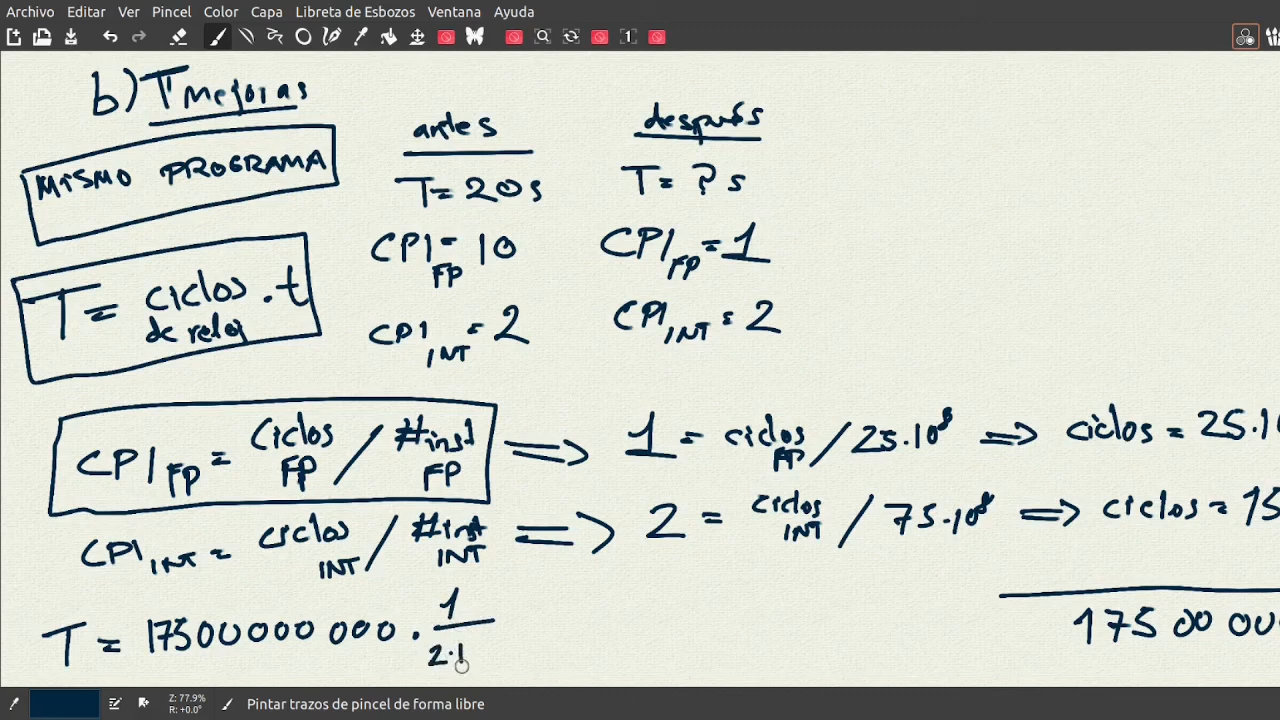 Archivo Editar Ver Pincel Color Capa Libreta de Esbozos Ventana Ayuda
b) T mejoras
MISMO PROGRAMA
antes
después
T = 20 s
T = ? s
CPI FP = 10
CPI FP = 1
T = ciclos de reloj . t
CPI INT = 2
CPI INT = 2
CPI FP = ciclos FP / #inst FP ⟹ 1 = ciclos FP / 25·10⁸ ⟹ ciclos = 25·1
CPI INT = ciclos INT / #inst INT ⟹ 2 = ciclos INT / 75·10⁸ ⟹ ciclos = 15
T = 17500000 000 · 1 / 2·1
175 00 00
Z: 77.9%
R: +0.0°
Pintar trazos de pincel de forma libre